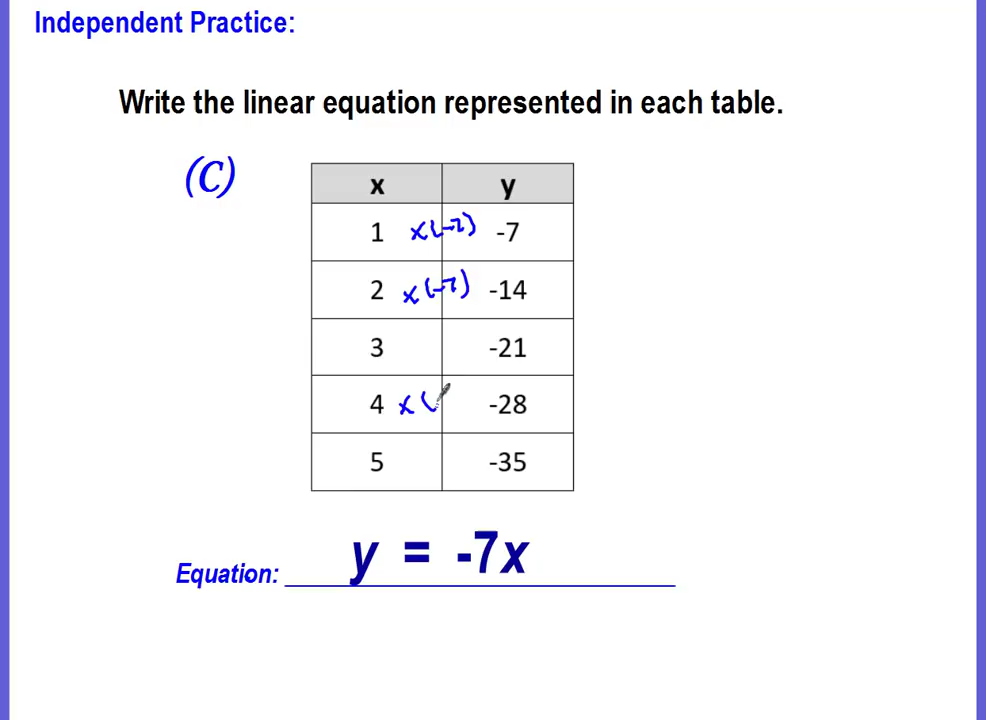 Independent Practice:
Write the linear equation represented in each table.
(C)
x y
1 x(-7) -7
2 x(-7) -14
3 -21
4 x( -28
5 -35
Equation: y = -7x